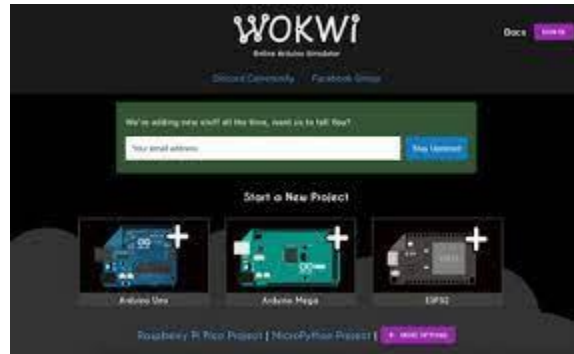 WOKWi
Online Arduino Simulator
Docs
SIGN IN
Discord Community
Facebook Group
We're adding new stuff all the time, want us to tell You?
Your email address
Stay Updated
Start a New Project
Arduino Uno
Arduino Mega
ESP32
Raspberry Pi Pico Project | MicroPython Project |
+ MORE OPTIONS